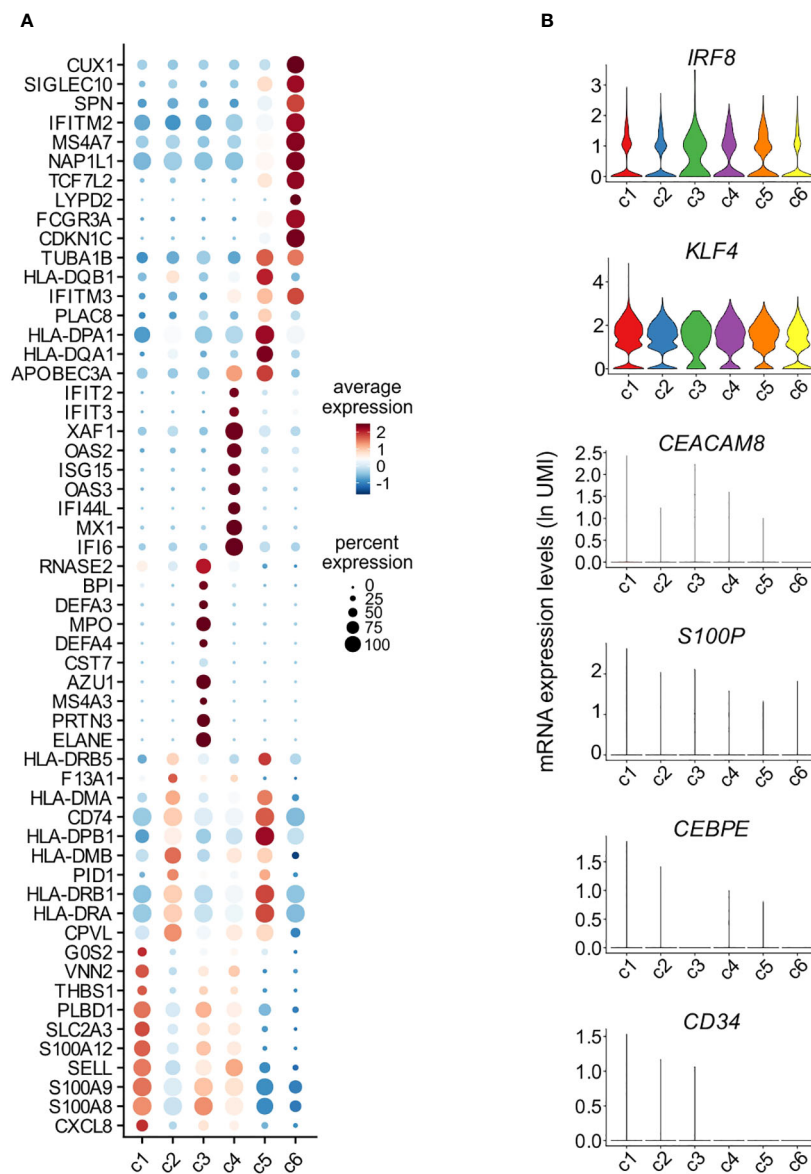 A
CUX1
SIGLEC10
SPN
IFITM2
MS4A7
NAP1L1
TCF7L2
LYPD2
FCGR3A
CDKN1C
TUBA1B
HLA-DQB1
IFITM3
PLAC8
HLA-DPA1
HLA-DQA1
APOBEC3A
IFIT2
IFIT3
XAF1
OAS2
ISG15
OAS3
IFI44L
MX1
IFI6
RNASE2
BPI
DEFA3
MPO
DEFA4
CST7
AZU1
MS4A3
PRTN3
ELANE
HLA-DRB5
F13A1
HLA-DMA
CD74
HLA-DPB1
HLA-DMB
PID1
HLA-DRB1
HLA-DRA
CPVL
G0S2
VNN2
THBS1
PLBD1
SLC2A3
S100A12
SELL
S100A9
S100A8
CXCL8
c1 c2 c3 c4 c5 c6
average
expression
2
1
0
-1
percent
expression
0
25
50
75
100
B
mRNA expression levels (ln UMI)
IRF8
3
2
1
0
c1 c2 c3 c4 c5 c6
KLF4
4
2
0
c1 c2 c3 c4 c5 c6
CEACAM8
2.5
2.0
1.5
1.0
0.5
0.0
c1 c2 c3 c4 c5 c6
S100P
2
1
0
c1 c2 c3 c4 c5 c6
CEBPE
1.5
1.0
0.5
0.0
c1 c2 c3 c4 c5 c6
CD34
1.5
1.0
0.5
0.0
c1 c2 c3 c4 c5 c6